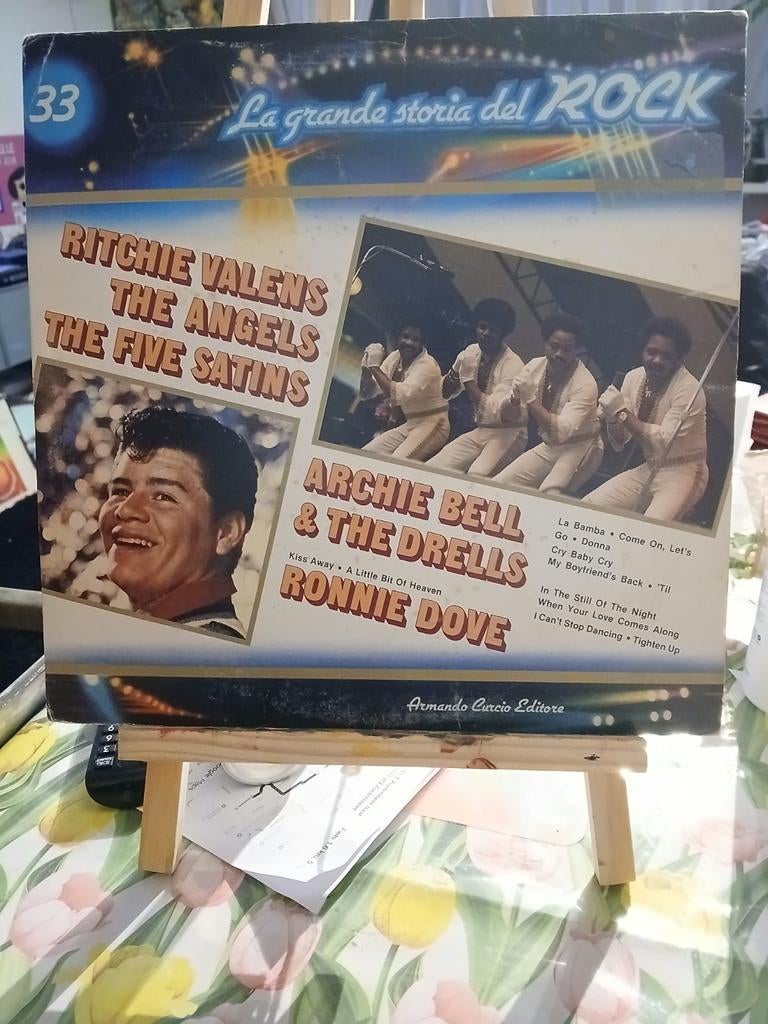 33
La grande storia del ROCK
RITCHIE VALENS
THE ANGELS
THE FIVE SATINS
ARCHIE BELL
& THE DRELLS
Kiss Away • A Little Bit Of Heaven
RONNIE DOVE
La Bamba • Come On, Let's
Go • Donna
Cry Baby Cry
My Boyfriend's Back • 'Til
In The Still Of The Night
When Your Love Comes Along
I Can't Stop Dancing • Tighten Up
Armando Curcio Editore